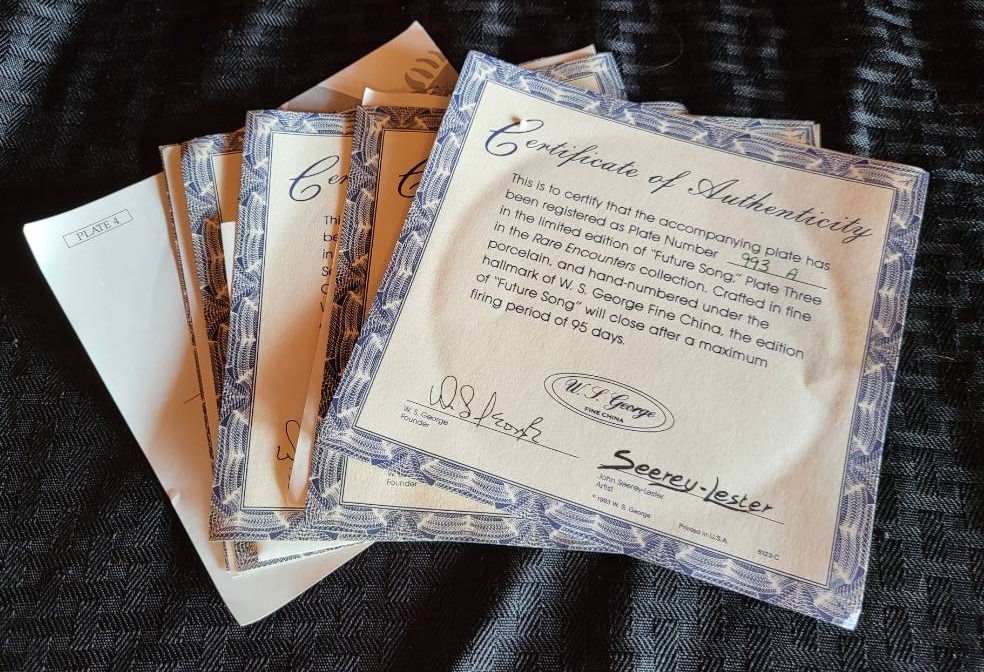 PLATE 4
Certificate of Authenticity
This is to certify that the accompanying plate has
been registered as Plate Number 993 A
in the limited edition of "Future Song," Plate Three
in the Rare Encounters collection. Crafted in fine
porcelain, and hand-numbered under the
hallmark of W. S. George Fine China, the edition
of "Future Song" will close after a maximum
firing period of 95 days.
W. S. George
FINE CHINA
W. S. George
W. S. George
Founder
Seerey-Lester
John Seerey-Lester
Artist
© 1993 W. S. George
Printed in U.S.A.
Founder